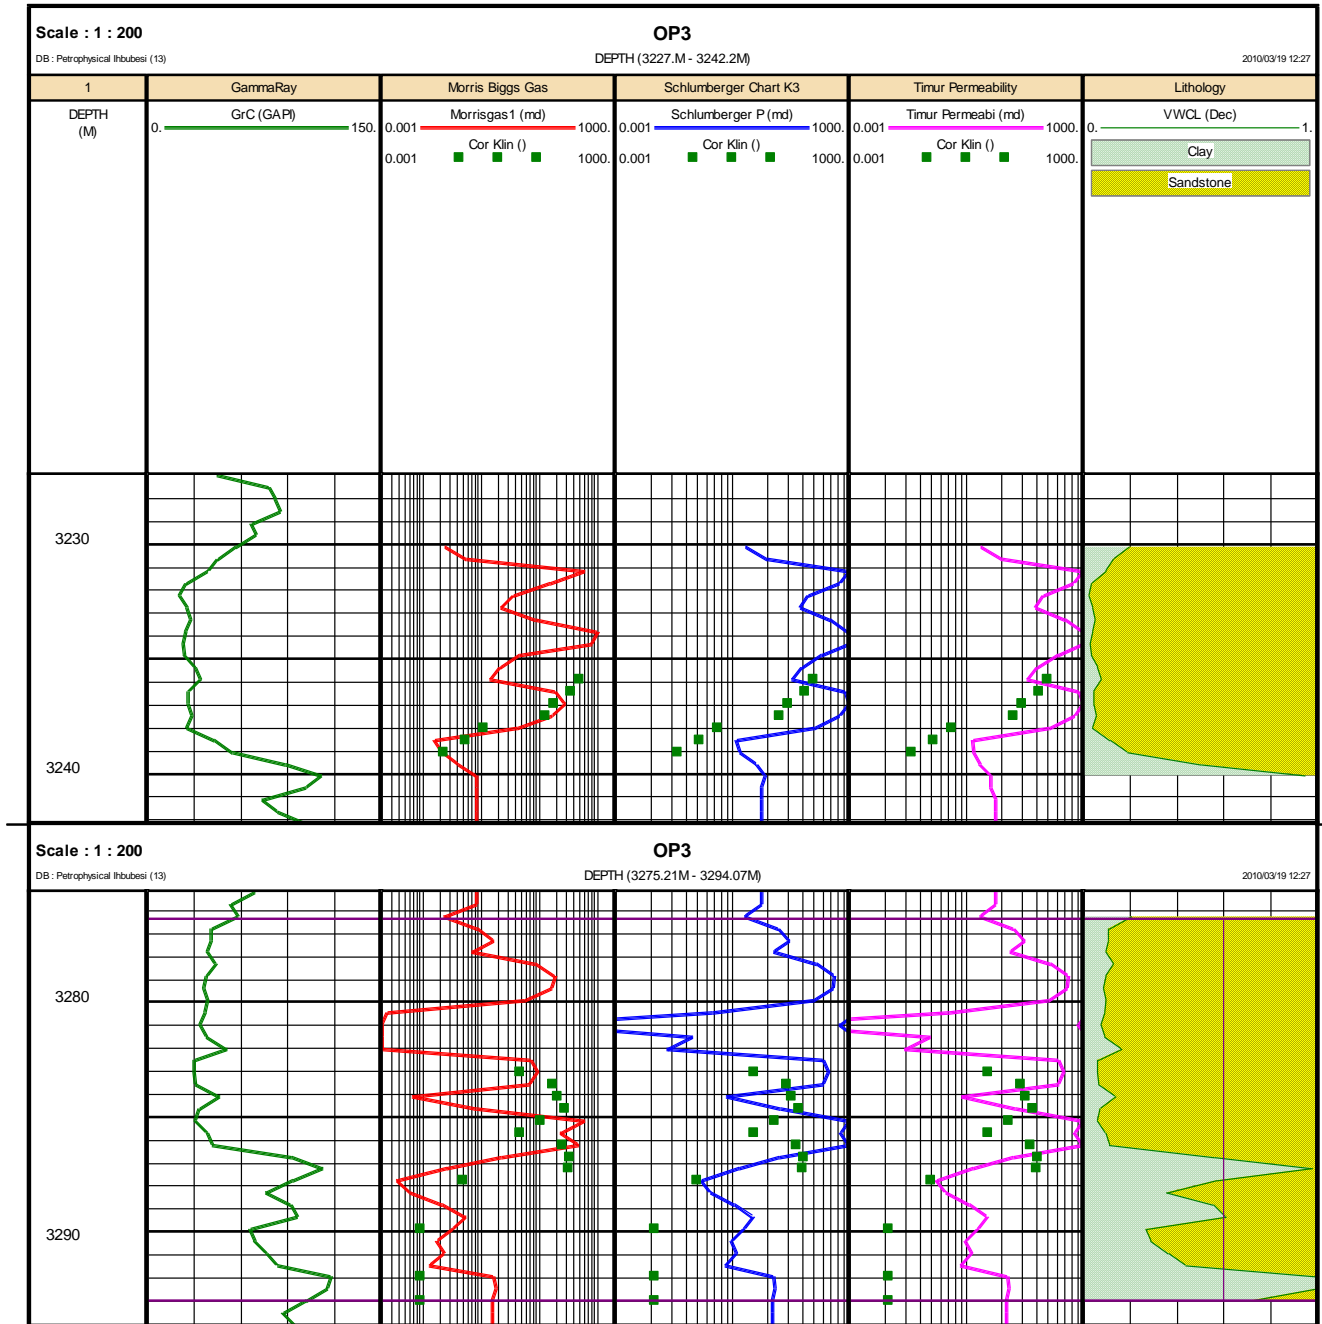 Scale : 1 : 200
OP3
DB : Petrophysical Ihbubesi (13)
DEPTH (3227.M - 3242.2M)
2010/03/19 12:27
1 GammaRay Morris Biggs Gas Schlumberger Chart K3 Timur Permeability Lithology
DEPTH (M)
GrC (GAPI)
0. 150.
Morrisgas1 (md)
0.001 1000.
Cor Klin ()
0.001 1000.
Schlumberger P (md)
0.001 1000.
Cor Klin ()
0.001 1000.
Timur Permeabi (md)
0.001 1000.
Cor Klin ()
0.001 1000.
VWCL (Dec)
0. 1.
Clay
Sandstone
3230
3240
Scale : 1 : 200
OP3
DB : Petrophysical Ihbubesi (13)
DEPTH (3275.21M - 3294.07M)
2010/03/19 12:27
3280
3290